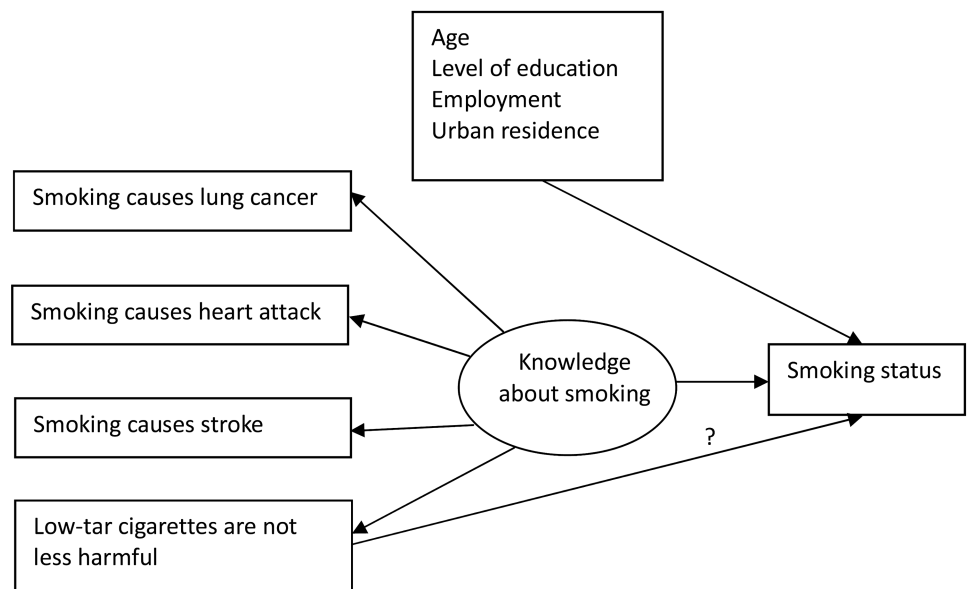 Age
Level of education
Employment
Urban residence
Smoking causes lung cancer
Smoking causes heart attack
Knowledge
about smoking
Smoking status
Smoking causes stroke
?
Low-tar cigarettes are not
less harmful